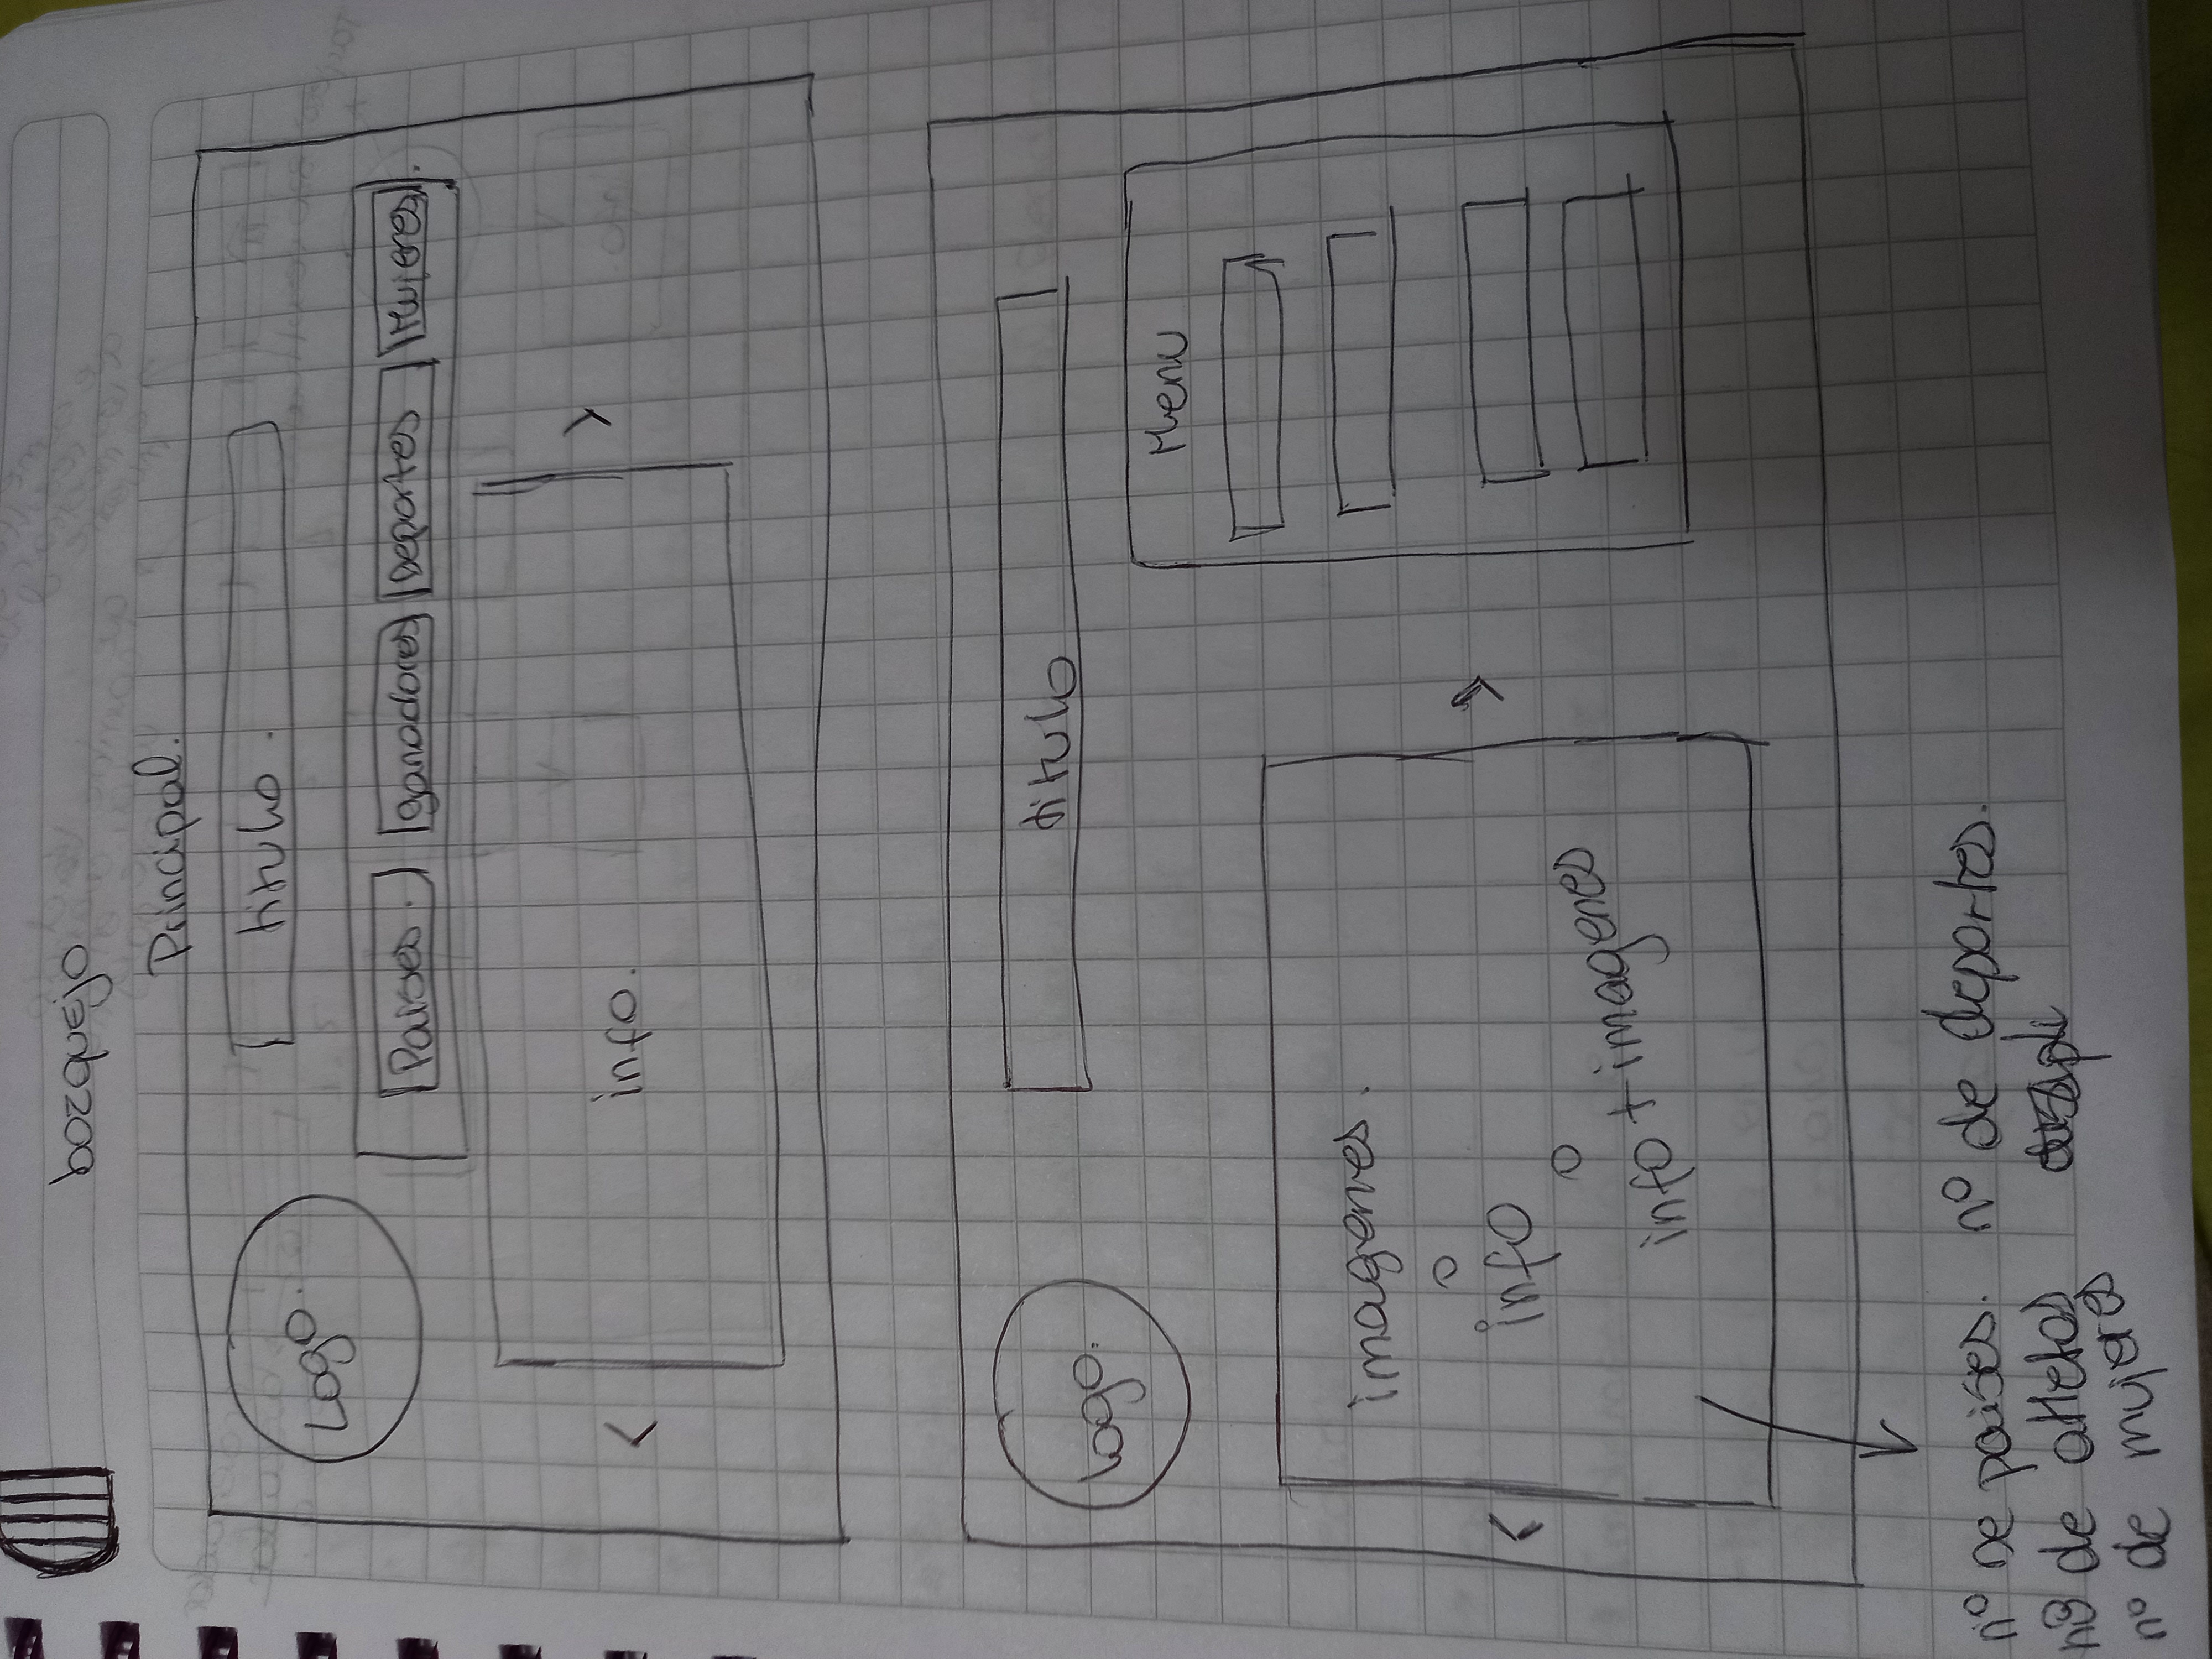 bozquejo
Principal.
Logo.
titulo.
Paises. ganadores Deportes Mujeres.
< info. >
logo.
titulo
Menu
imagenes.
o
info
o
info + imagenes
< >
nº De paises. nº de deportes.
nº de atletas
nº de mujeres